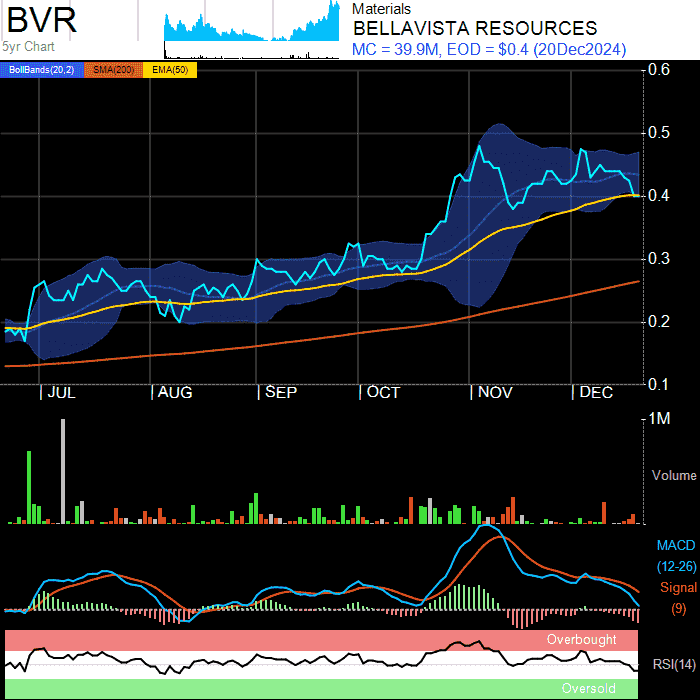 BVR
5yr Chart
Materials
BELLAVISTA RESOURCES
MC = 39.9M, EOD = $0.4 (20Dec2024)
BollBands(20,2) SMA(200) EMA(50)
0.6
0.5
0.4
0.3
0.2
0.1
JUL AUG SEP OCT NOV DEC
1M
Volume
MACD
(12-26)
Signal
(9)
Overbought
RSI(14)
Oversold